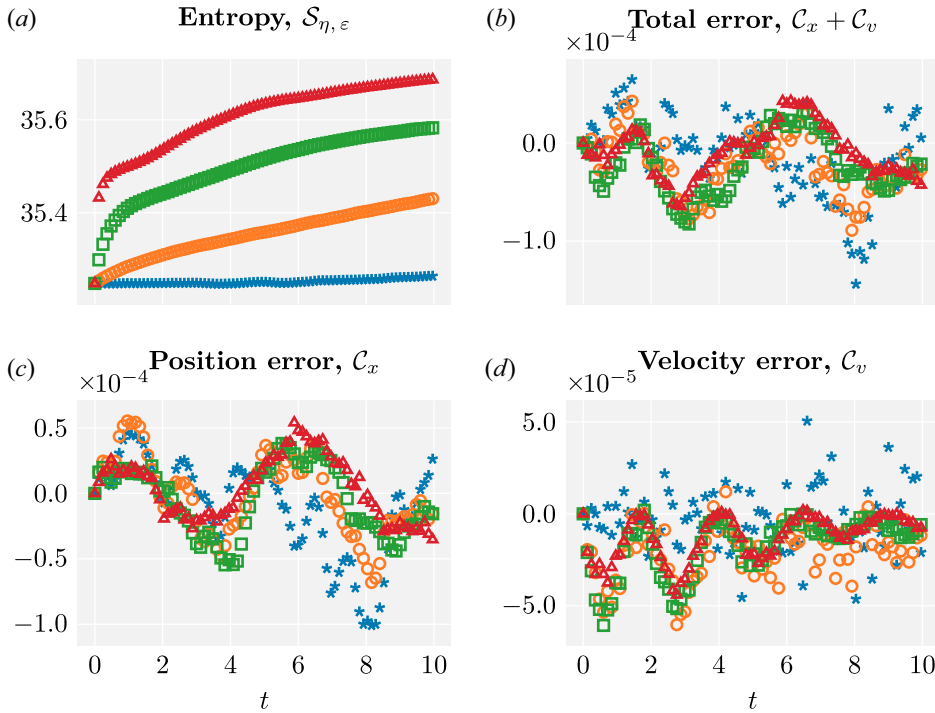 (a) Entropy, 𝒮η, ε
35.6
35.4
(b) Total error, 𝒞x + 𝒞v
×10−4
0.0
−1.0
(c) Position error, 𝒞x
×10−4
0.5
0.0
−0.5
−1.0
0 2 4 6 8 10
t
(d) Velocity error, 𝒞v
×10−5
5.0
0.0
−5.0
0 2 4 6 8 10
t